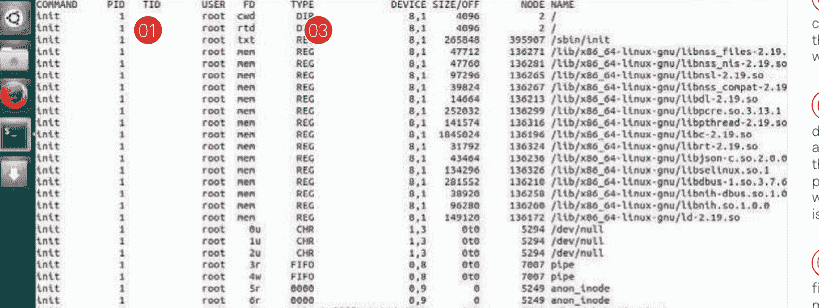 COMMAND PID TID USER FD TYPE DEVICE SIZE/OFF NODE NAME
init 1 root cwd DIR 8,1 4096 2 /
init 1 root rtd 8,1 4096 2 /
init 1 root txt REG 8,1 265848 395907 /sbin/init
init 1 root mem REG 8,1 47712 136271 /lib/x86_64-linux-gnu/libnss_files-2.19.
init 1 root mem REG 8,1 47760 136281 /lib/x86_64-linux-gnu/libnss_nis-2.19.so
init 1 root mem REG 8,1 97296 136265 /lib/x86_64-linux-gnu/libnsl-2.19.so
init 1 root mem REG 8,1 39824 136267 /lib/x86_64-linux-gnu/libnss_compat-2.19
init 1 root mem REG 8,1 14664 136213 /lib/x86_64-linux-gnu/libdl-2.19.so
init 1 root mem REG 8,1 252032 136299 /lib/x86_64-linux-gnu/libpcre.so.3.13.1
init 1 root mem REG 8,1 141574 136316 /lib/x86_64-linux-gnu/libpthread-2.19.so
init 1 root mem REG 8,1 1845024 136196 /lib/x86_64-linux-gnu/libc-2.19.so
init 1 root mem REG 8,1 31792 136324 /lib/x86_64-linux-gnu/librt-2.19.so
init 1 root mem REG 8,1 43464 136236 /lib/x86_64-linux-gnu/libjson-c.so.2.0.0
init 1 root mem REG 8,1 134296 136326 /lib/x86_64-linux-gnu/libselinux.so.1
init 1 root mem REG 8,1 281552 136210 /lib/x86_64-linux-gnu/libdbus-1.so.3.7.6
init 1 root mem REG 8,1 38920 136258 /lib/x86_64-linux-gnu/libnih-dbus.so.1.0
init 1 root mem REG 8,1 96280 136260 /lib/x86_64-linux-gnu/libnih.so.1.0.0
init 1 root mem REG 8,1 149120 136172 /lib/x86_64-linux-gnu/ld-2.19.so
init 1 root 0u CHR 1,3 0t0 5294 /dev/null
init 1 root 1u CHR 1,3 0t0 5294 /dev/null
init 1 root 2u CHR 1,3 0t0 5294 /dev/null
init 1 root 3r FIFO 0,8 0t0 7007 pipe
init 1 root 4w FIFO 0,8 0t0 7007 pipe
init 1 root 5r 0000 0,9 0 5249 anon_inode
init 1 root 6r 0000 0,9 0 5249 anon_inode
01
03